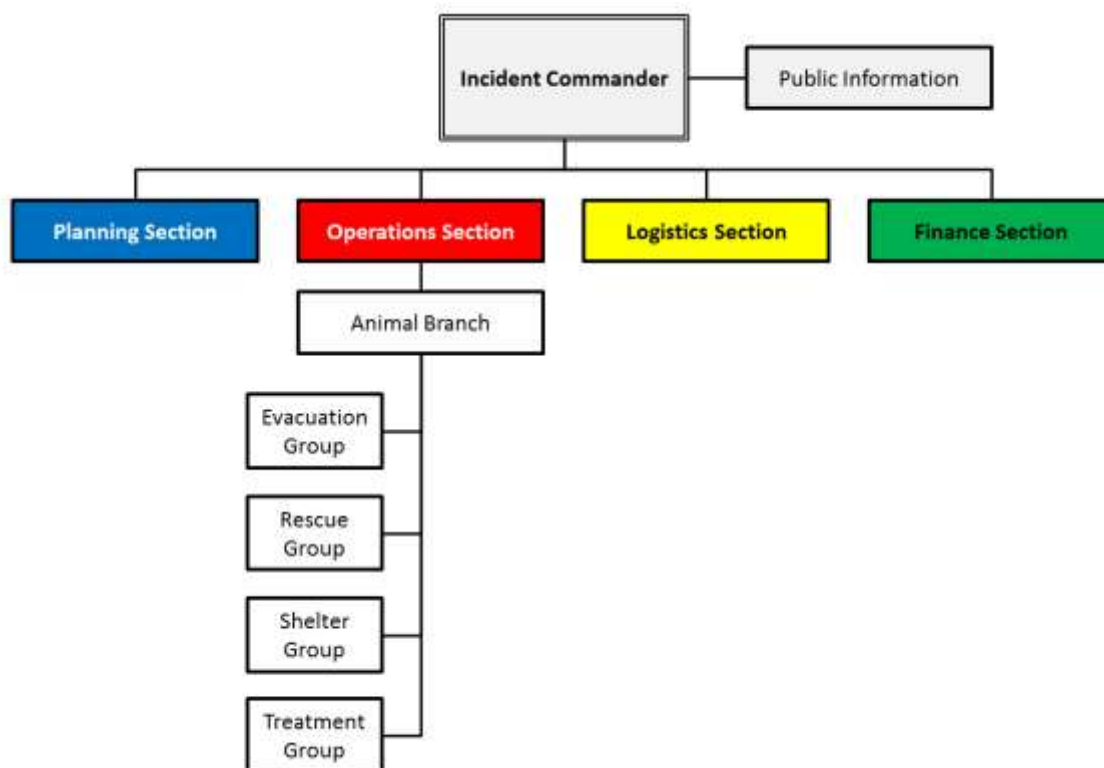 Incident Commander
Public Information
Planning Section
Operations Section
Logistics Section
Finance Section
Animal Branch
Evacuation
Group
Rescue
Group
Shelter
Group
Treatment
Group